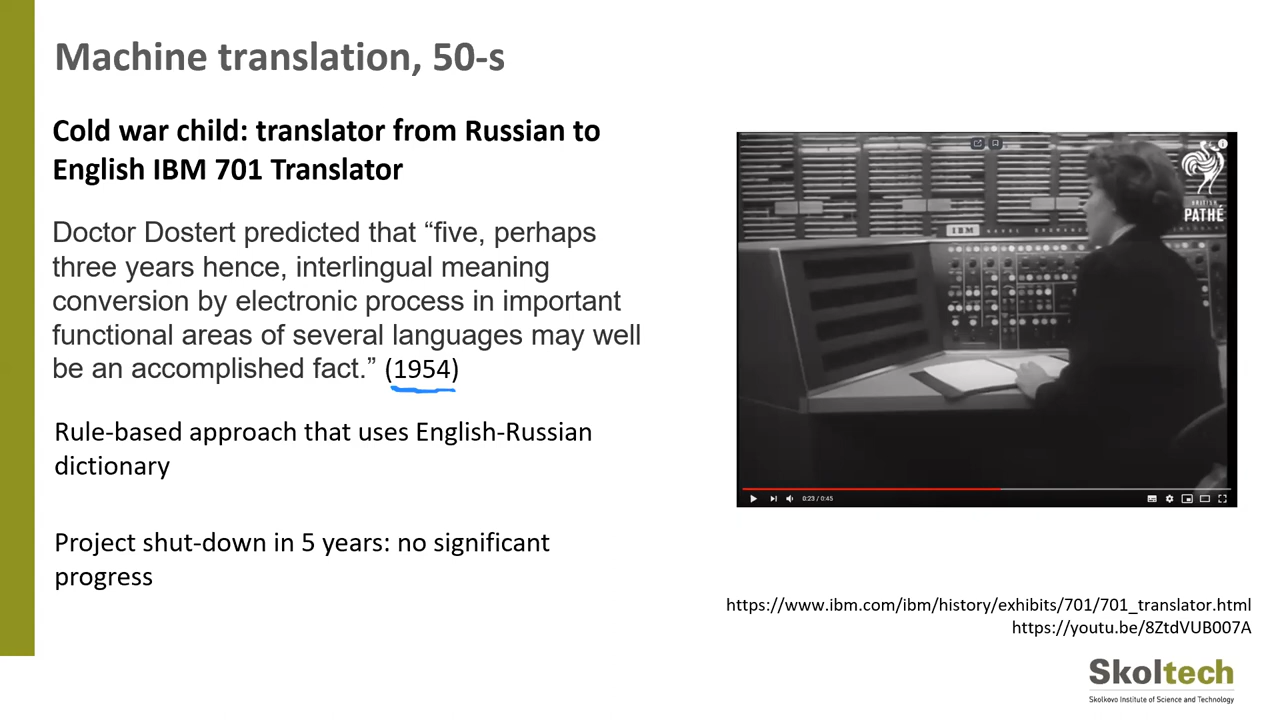 Machine translation, 50-s
Cold war child: translator from Russian to
English IBM 701 Translator
Doctor Dostert predicted that “five, perhaps
three years hence, interlingual meaning
conversion by electronic process in important
functional areas of several languages may well
be an accomplished fact.” (1954)
Rule-based approach that uses English-Russian
dictionary
Project shut-down in 5 years: no significant
progress
BRITISH
PATHÉ
IBM
0:23 / 0:45
https://www.ibm.com/ibm/history/exhibits/701/701_translator.html
https://youtu.be/8ZtdVUB007A
Skoltech
Skolkovo Institute of Science and Technology